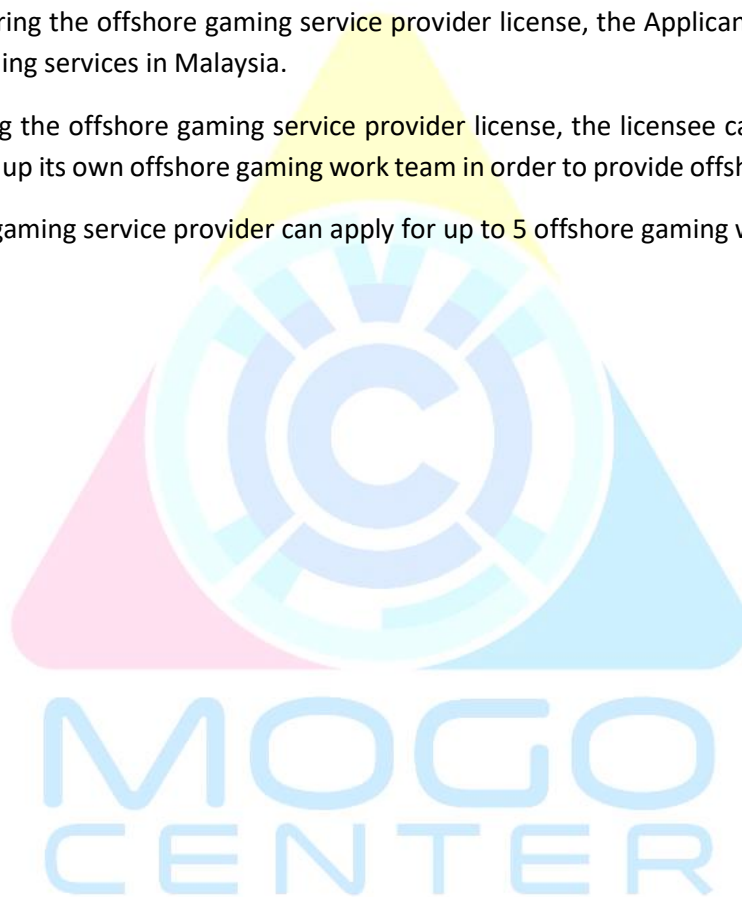 ring the offshore gaming service provider license, the Applican
ing services in Malaysia.
g the offshore gaming service provider license, the licensee ca
up its own offshore gaming work team in order to provide offsh
gaming service provider can apply for up to 5 offshore gaming w
MOGO
CENTER